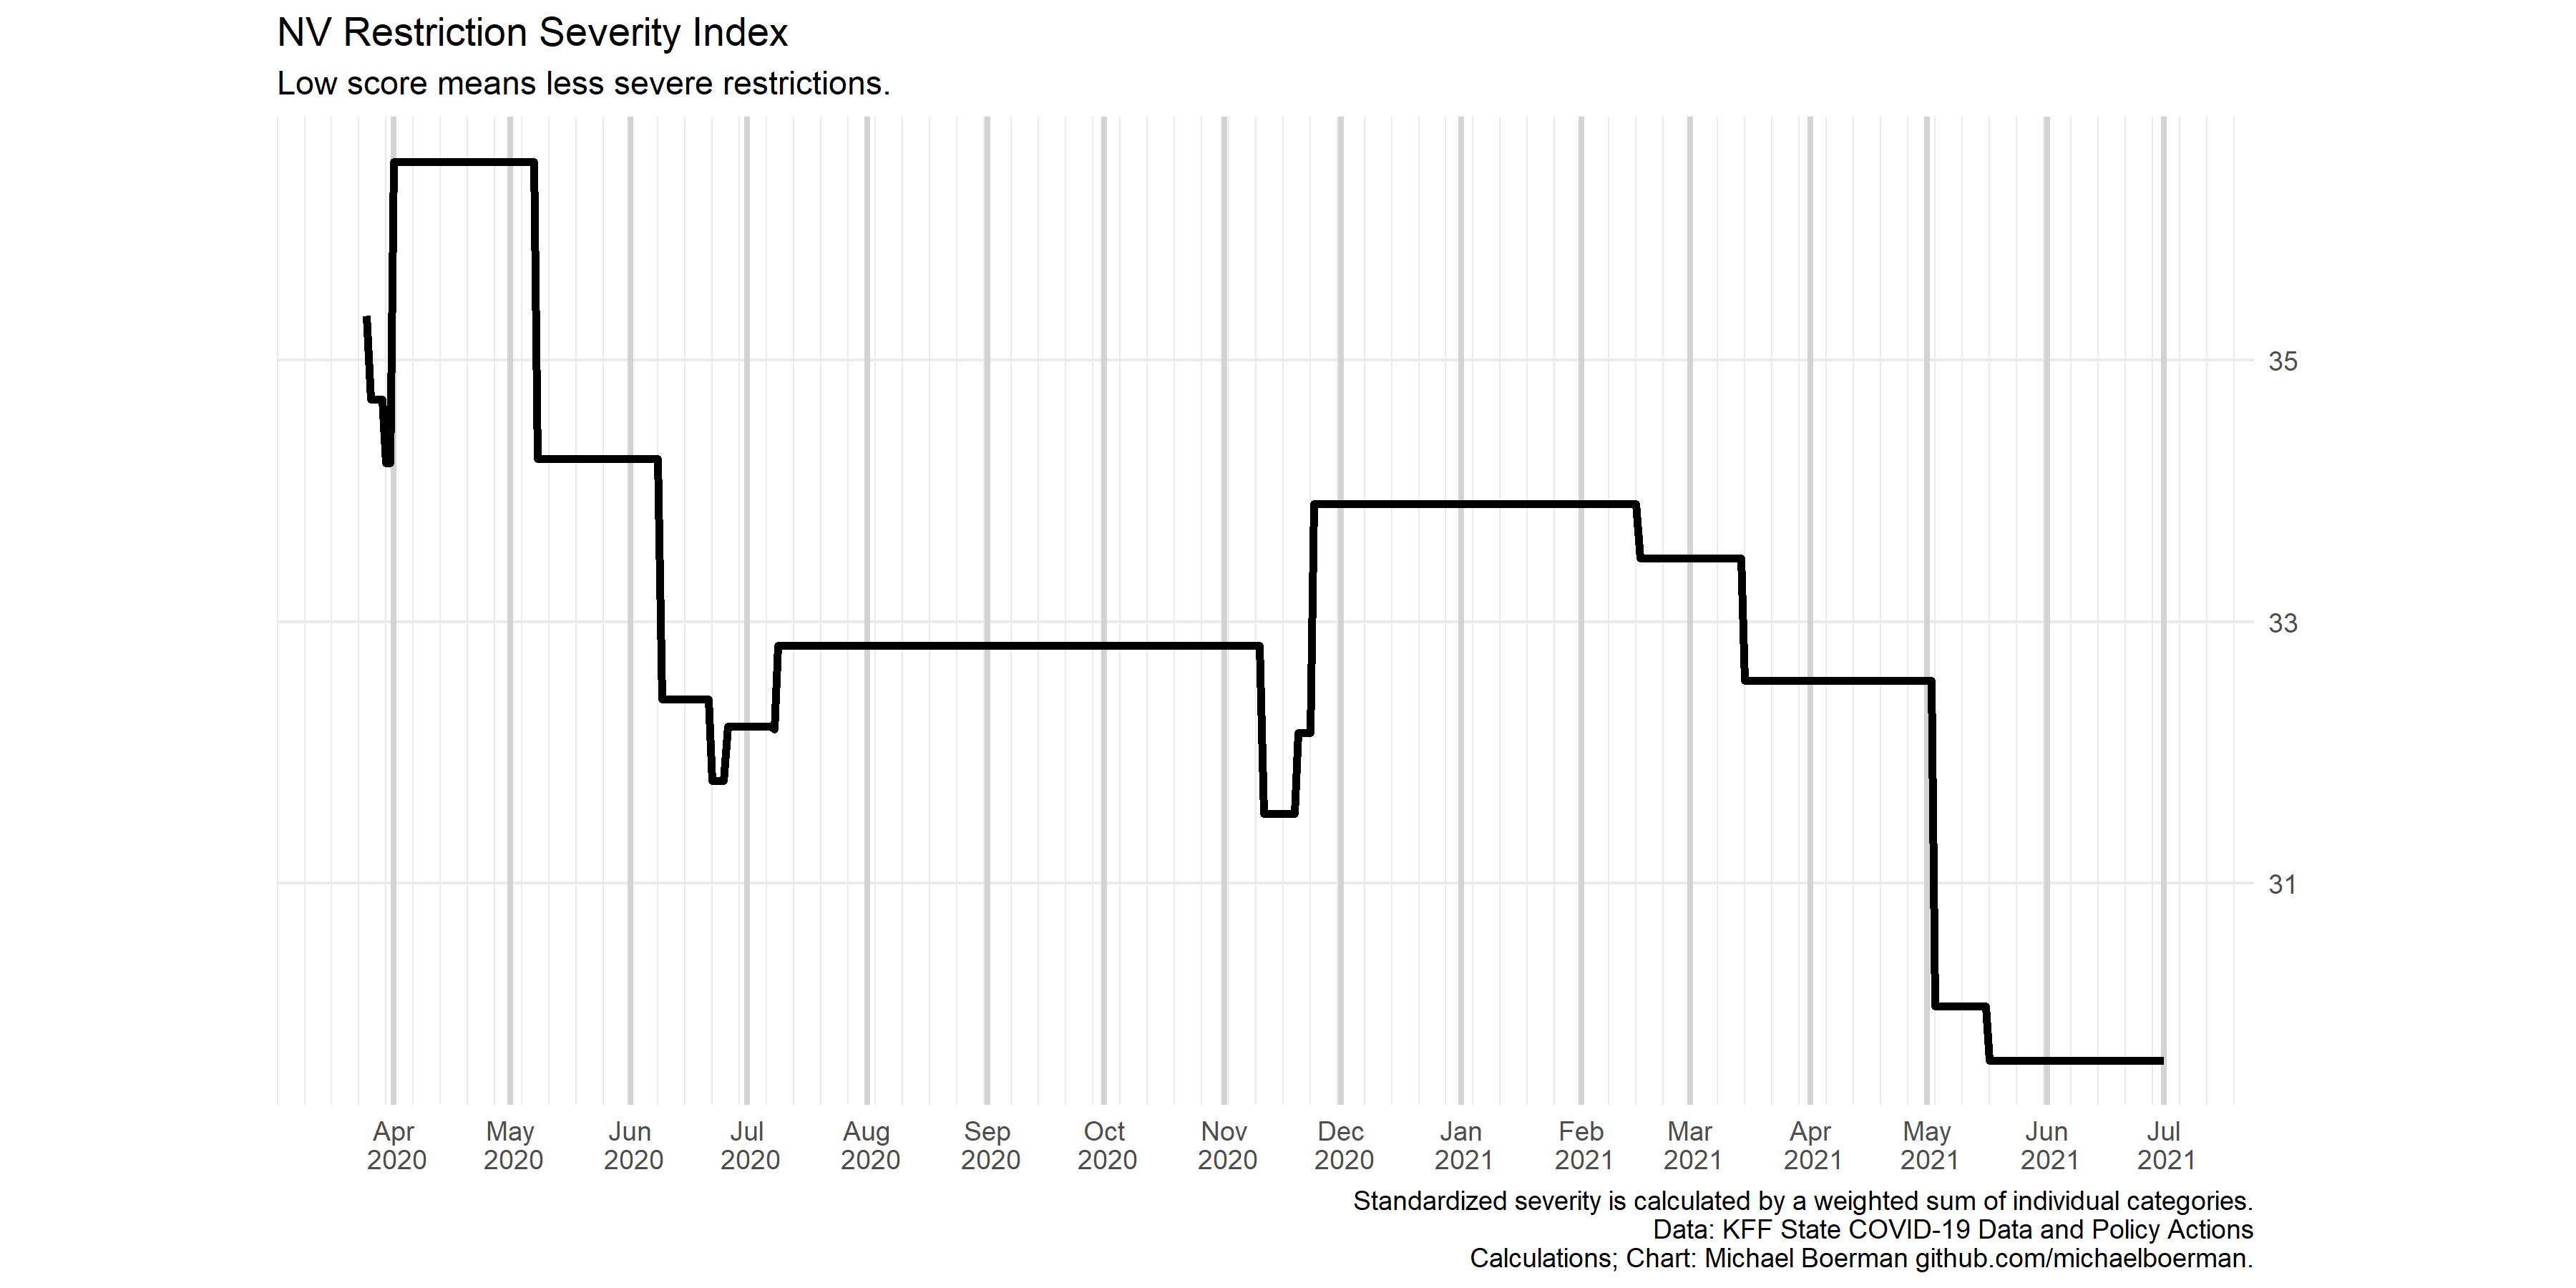 NV Restriction Severity Index
Low score means less severe restrictions.
35
33
31
Apr May Jun Jul Aug Sep Oct Nov Dec Jan Feb Mar Apr May Jun Jul
2020 2020 2020 2020 2020 2020 2020 2020 2020 2021 2021 2021 2021 2021 2021 2021
Standardized severity is calculated by a weighted sum of individual categories.
Data: KFF State COVID-19 Data and Policy Actions
Calculations; Chart: Michael Boerman github.com/michaelboerman.